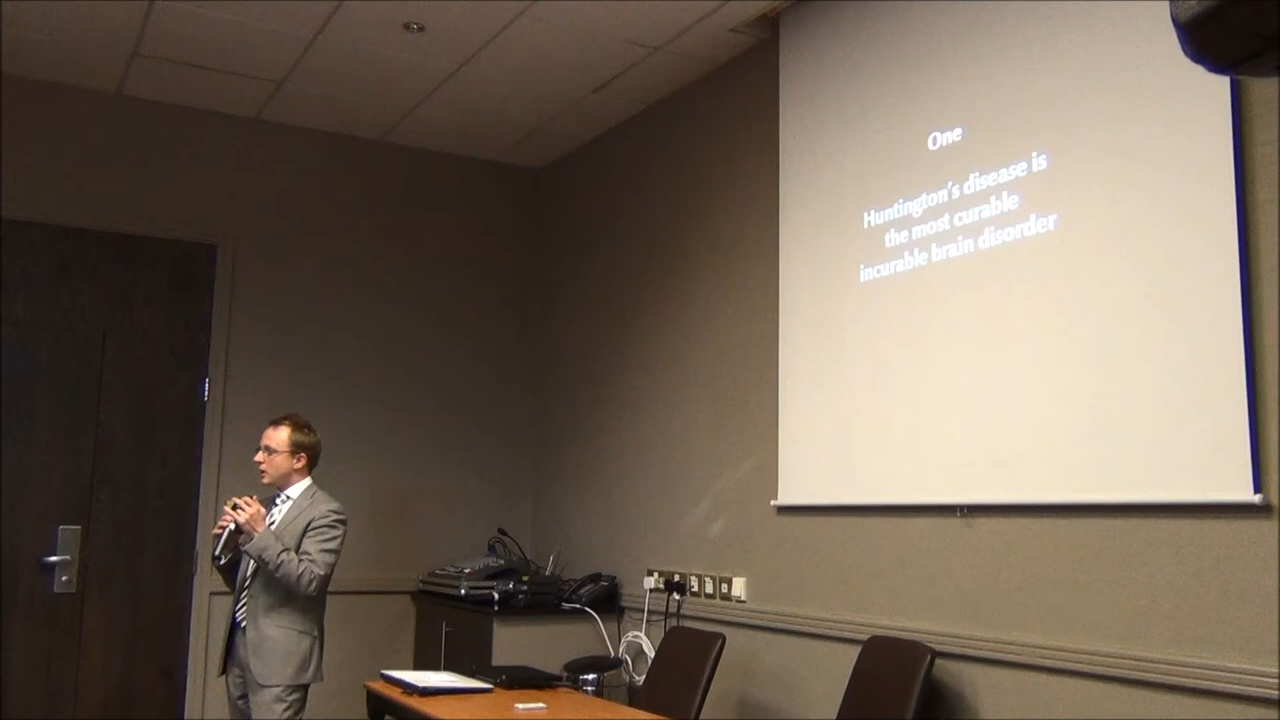 One
Huntington's disease is
the most curable
incurable brain disorder